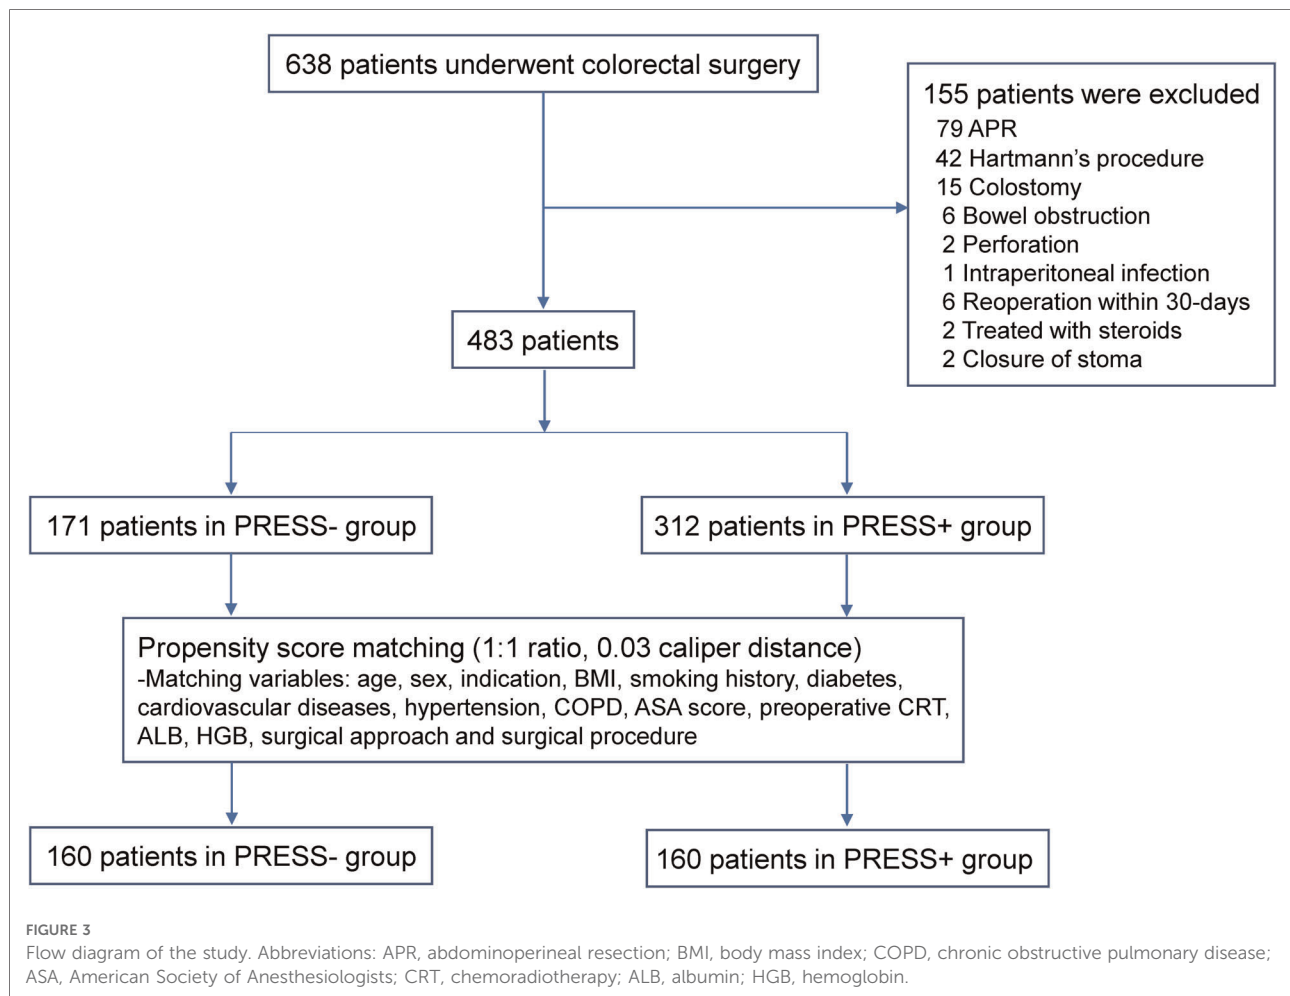 638 patients underwent colorectal surgery
155 patients were excluded
79 APR
42 Hartmann's procedure
15 Colostomy
6 Bowel obstruction
2 Perforation
1 Intraperitoneal infection
6 Reoperation within 30-days
2 Treated with steroids
2 Closure of stoma
483 patients
171 patients in PRESS- group
312 patients in PRESS+ group
Propensity score matching (1:1 ratio, 0.03 caliper distance)
-Matching variables: age, sex, indication, BMI, smoking history, diabetes,
cardiovascular diseases, hypertension, COPD, ASA score, preoperative CRT,
ALB, HGB, surgical approach and surgical procedure
160 patients in PRESS- group
160 patients in PRESS+ group
FIGURE 3
Flow diagram of the study. Abbreviations: APR, abdominoperineal resection; BMI, body mass index; COPD, chronic obstructive pulmonary disease;
ASA, American Society of Anesthesiologists; CRT, chemoradiotherapy; ALB, albumin; HGB, hemoglobin.